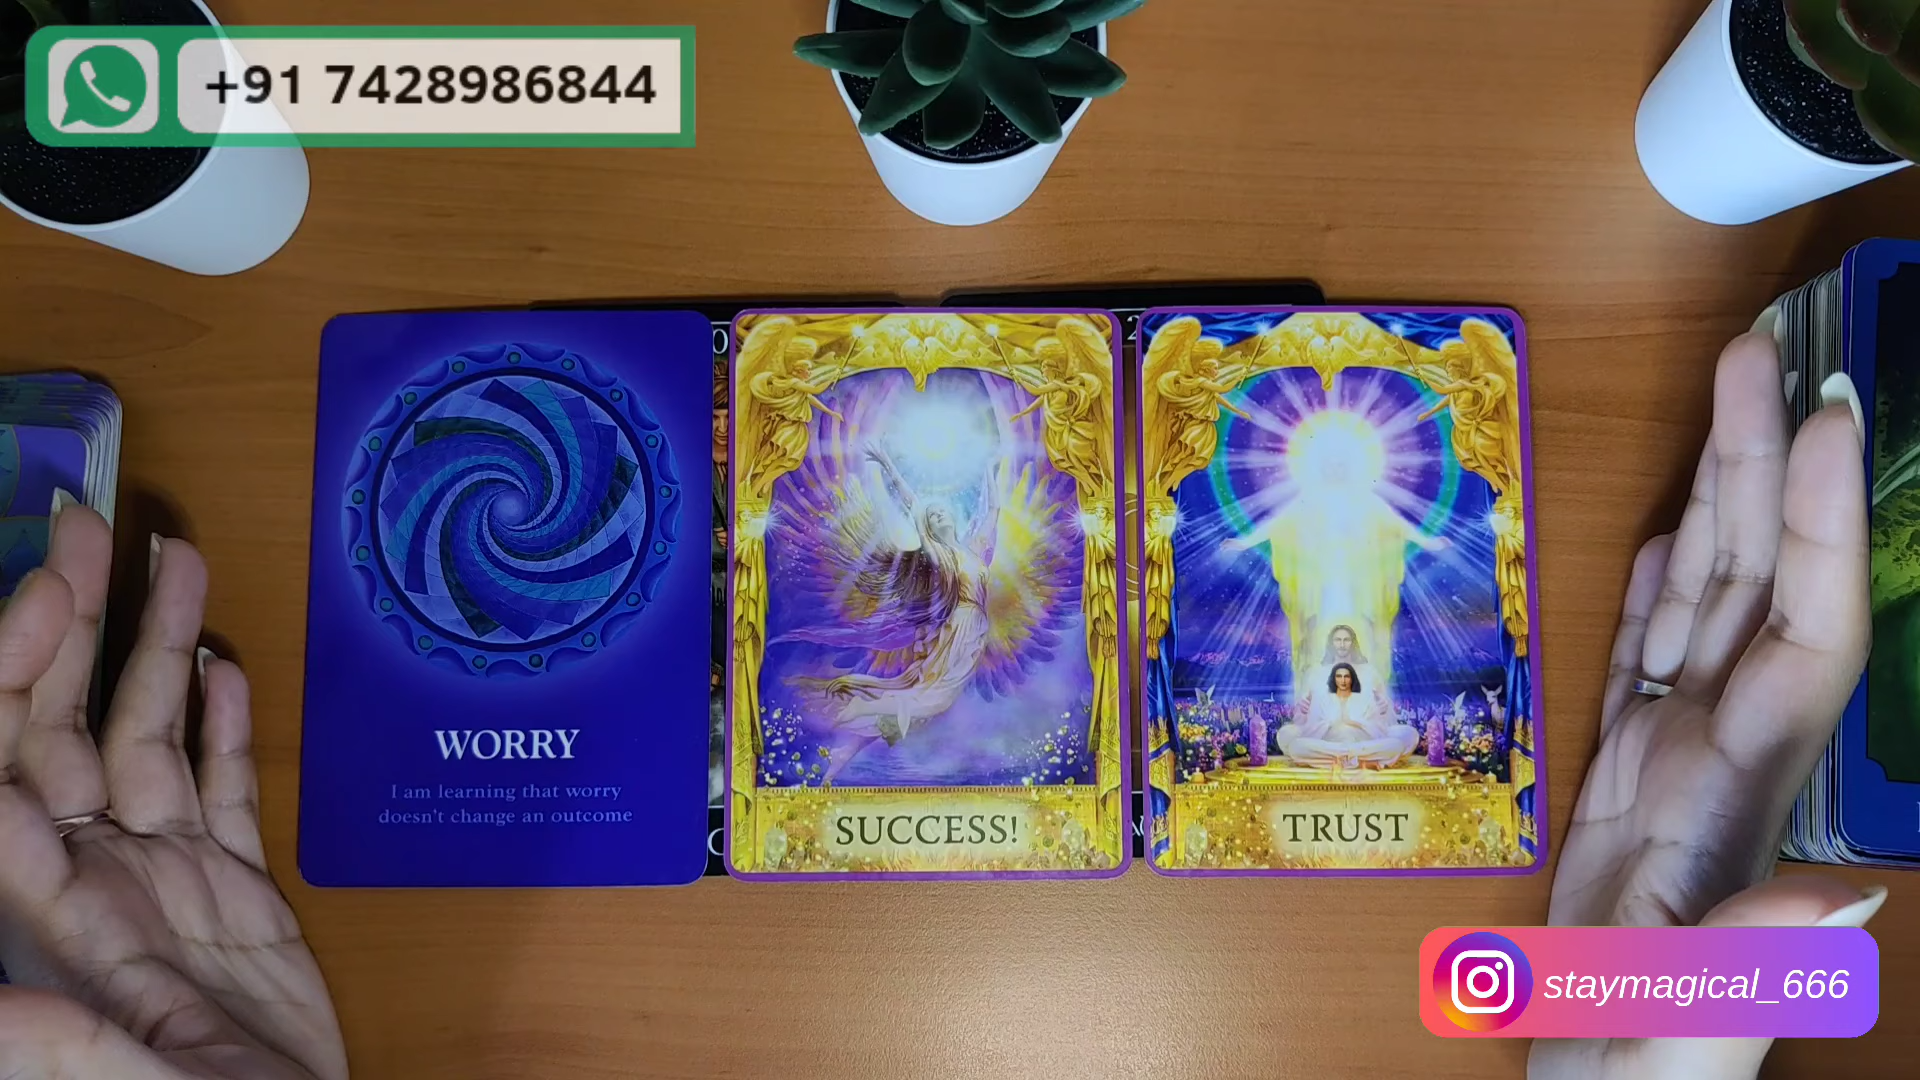 +91 7428986844
WORRY
I am learning that worry
doesn't change an outcome
SUCCESS!
TRUST
staymagical_666